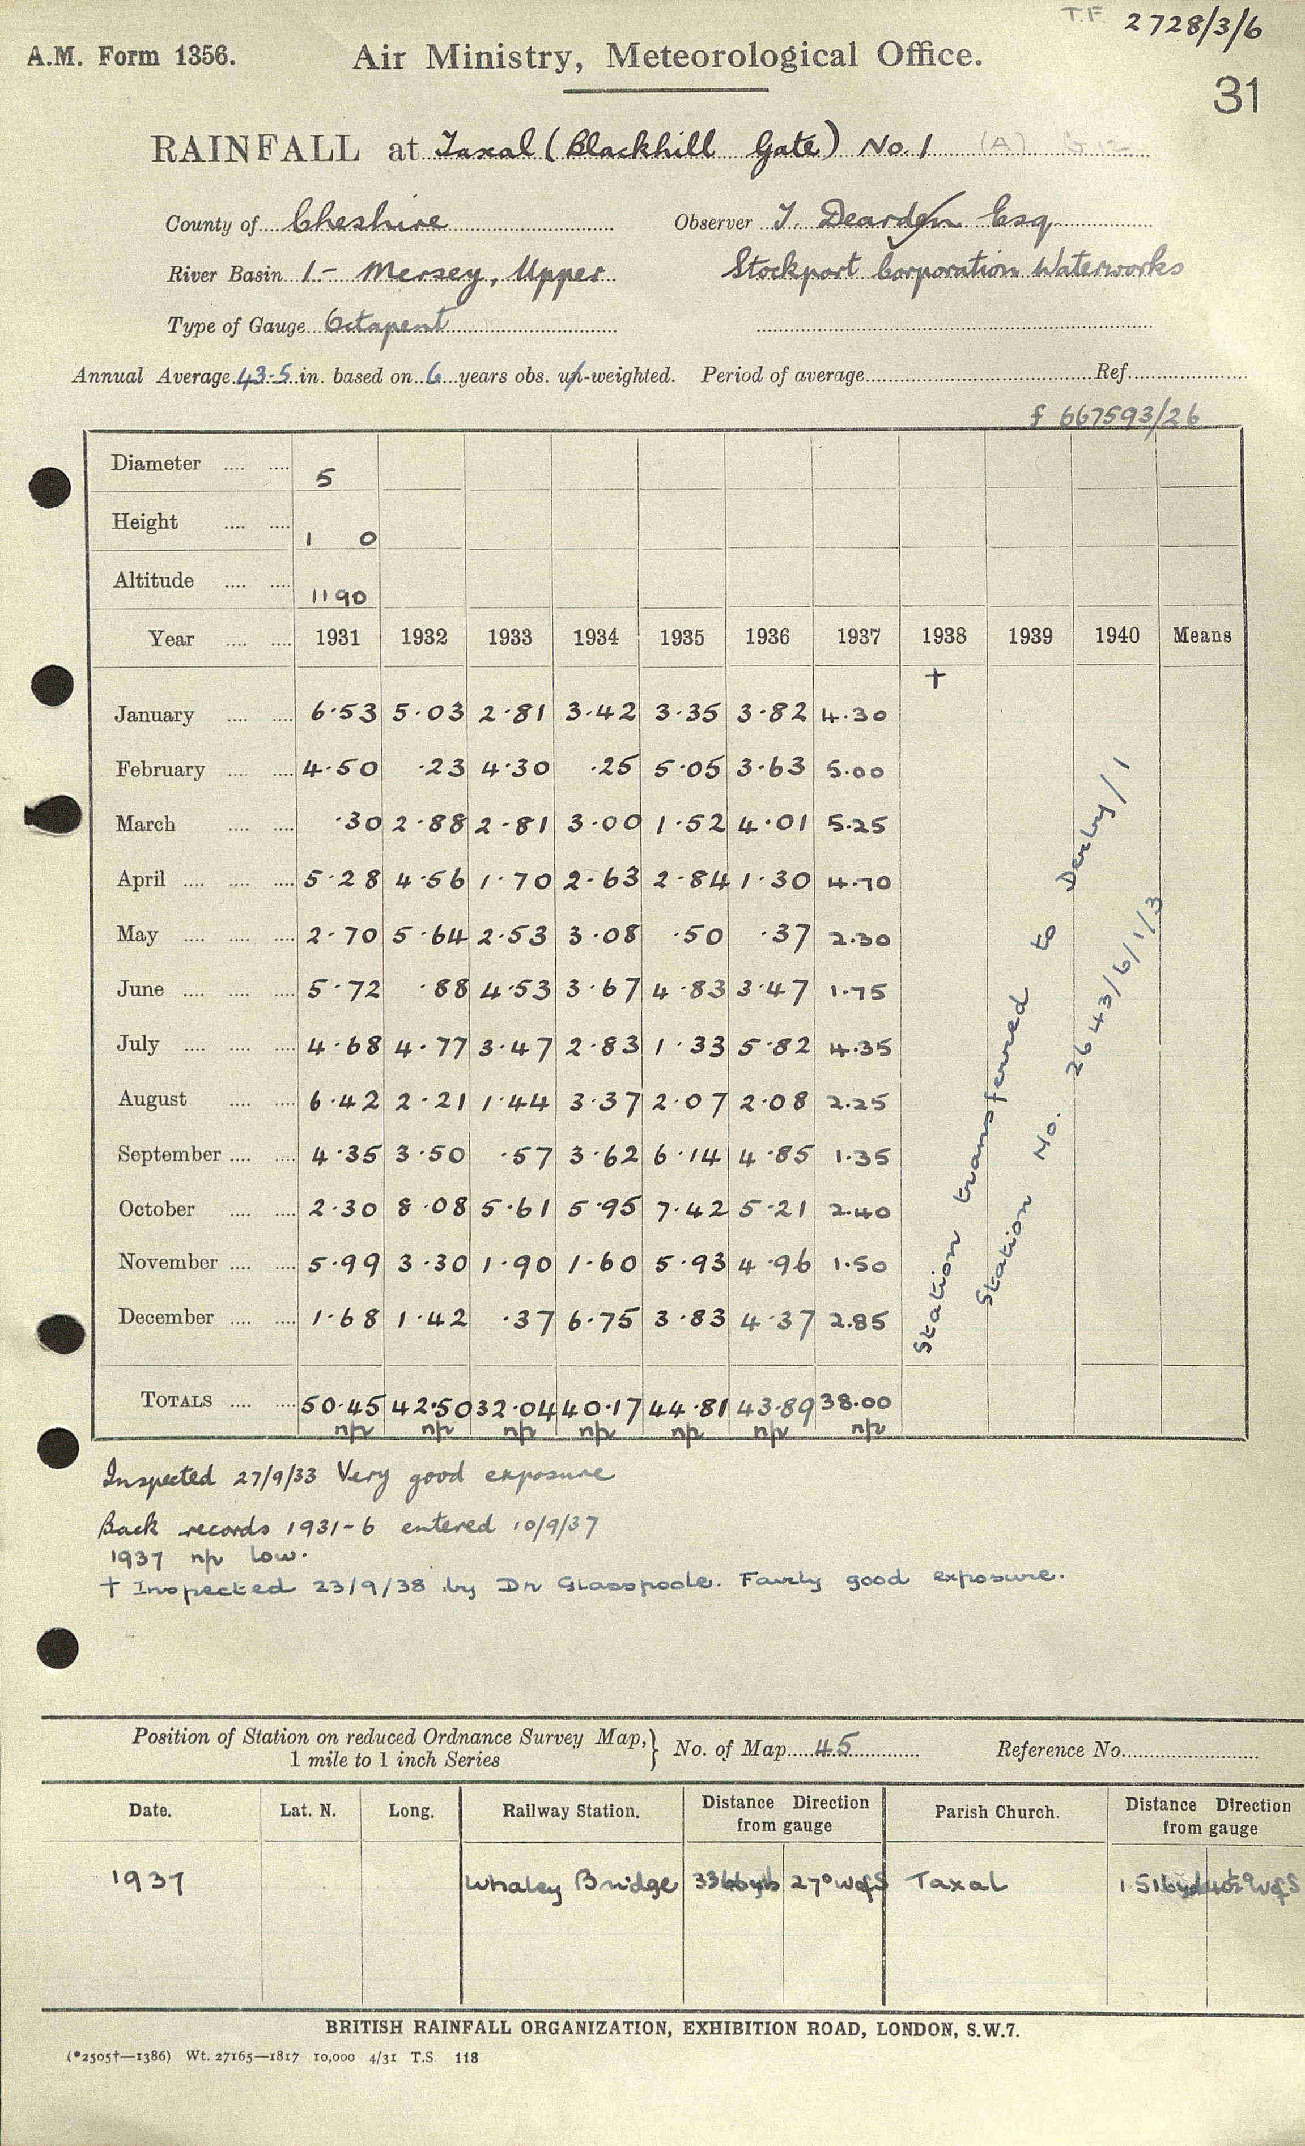 T.F. 2728/3/6
A.M. Form 1356. Air Ministry, Meteorological Office.
31
RAINFALL at Taxal (Blackhill Gate) No. 1 (A)
County of Cheshire Observer T. Dearden Esq
River Basin 1.- Mersey, Upper Stockport Corporation Waterworks
Type of Gauge Octapent
Annual Average 43.5 in. based on 6 years obs. un-weighted. Period of average Ref.
f 667593/26
Diameter 5
Height 1 0
Altitude 1190
Year 1931 1932 1933 1934 1935 1936 1937 1938 1939 1940 Means
†
January 6.53 5.03 2.81 3.42 3.35 3.82 4.30
February 4.50 .23 4.30 .25 5.05 3.63 5.00
March .30 2.88 2.81 3.00 1.52 4.01 5.25
April 5.28 4.56 1.70 2.63 2.84 1.30 4.70
May 2.70 5.64 2.53 3.08 .50 .37 2.30
June 5.72 .88 4.53 3.67 4.83 3.47 1.75
July 4.68 4.77 3.47 2.83 1.33 5.82 4.35
August 6.42 2.21 1.44 3.37 2.07 2.08 2.25
September 4.35 3.50 .57 3.62 6.14 4.85 1.35
October 2.30 8.08 5.61 5.95 7.42 5.21 2.40
November 5.99 3.30 1.90 1.60 5.93 4.96 1.50
December 1.68 1.42 .37 6.75 3.83 4.37 2.85
Station transferred to Derby/1
Station No. 2643/6/1/3
TOTALS 50.45 42.50 32.04 40.17 44.81 43.89 38.00
np np np np np np np
Inspected 27/9/33 Very good exposure
Back records 1931-6 entered 10/9/37
1937 np low.
† Inspected 23/9/38 by Dr Glasspoole. Fairly good exposure.
Position of Station on reduced Ordnance Survey Map, 1 mile to 1 inch Series } No. of Map 45 Reference No.
Date. Lat. N. Long. Railway Station. Distance Direction from gauge Parish Church. Distance Direction from gauge
1937 Whaley Bridge 27° W of S Taxal W of S
BRITISH RAINFALL ORGANIZATION, EXHIBITION ROAD, LONDON, S.W.7.
(*2505†—1386) Wt. 27165—1817 10,000 4/31 T.S. 118